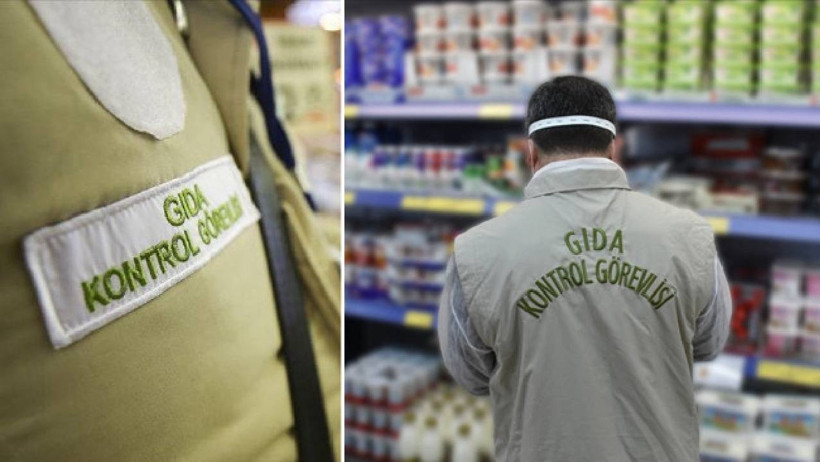 GIDA
KONTROL GÖREVLİSİ
GIDA
KONTROL GÖREVLİSİ